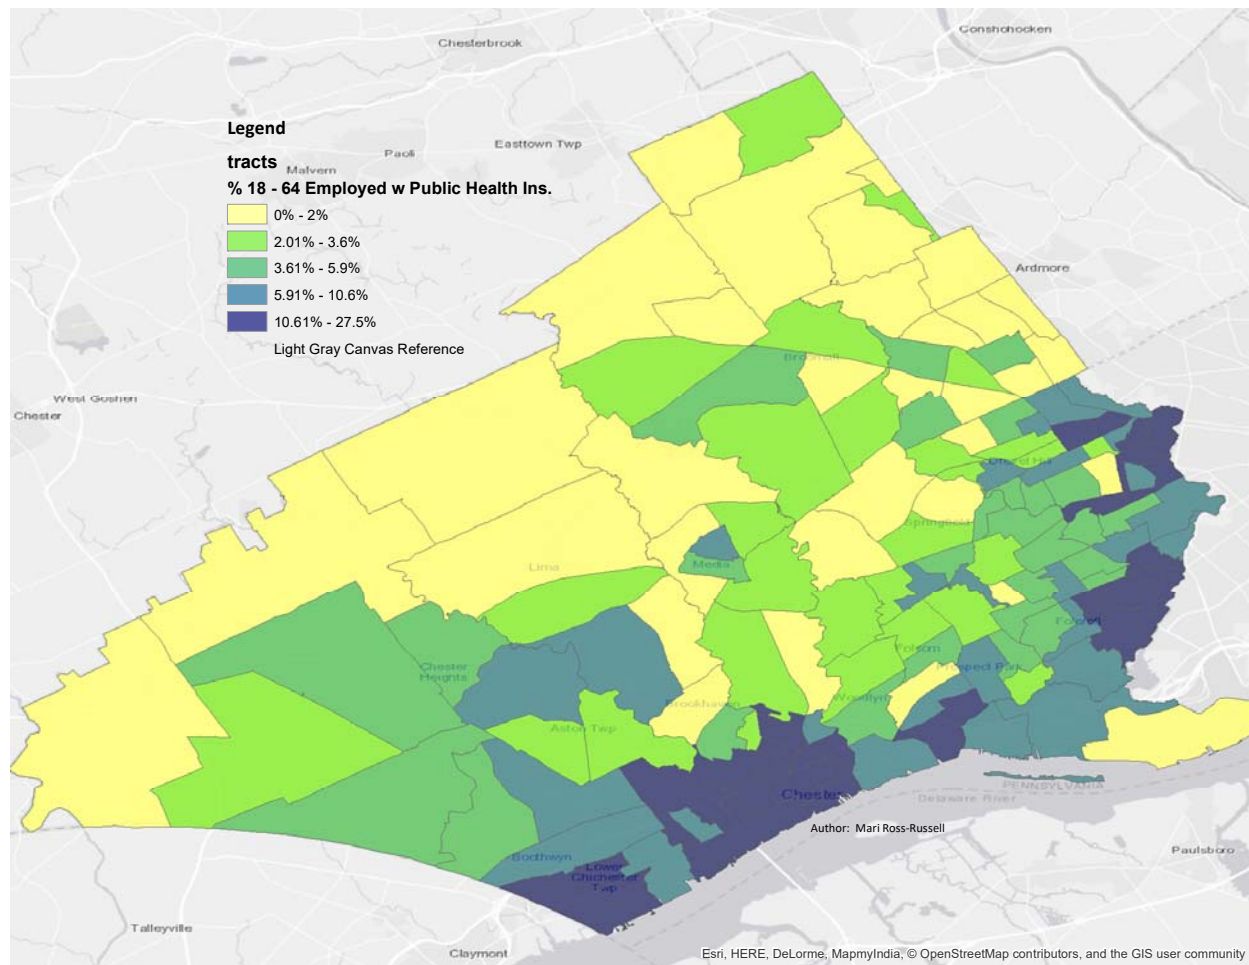 Conshohocken
Chesterbrook
Legend
Easttown Twp
Paoli
tracts
Malvern
% 18 - 64 Employed w Public Health Ins.
0% - 2%
2.01% - 3.6%
3.61% - 5.9%
Ardmore
5.91% - 10.6%
10.61% - 27.5%
Light Gray Canvas Reference
Broomall
West Goshen
Chester
Drexel Hill
Springfield
Media
Lima
Folcroft
Folsom
Chester
Heights
Prospect Park
Woodlyn
Brookhaven
Aston Twp
PENNSYLVANIA
Chester
Delaware River
Author: Mari Ross-Russell
Paulsboro
Boothwyn
Lower
Chichester
Twp
Talleyville
Claymont
Esri, HERE, DeLorme, MapmyIndia, © OpenStreetMap contributors, and the GIS user community